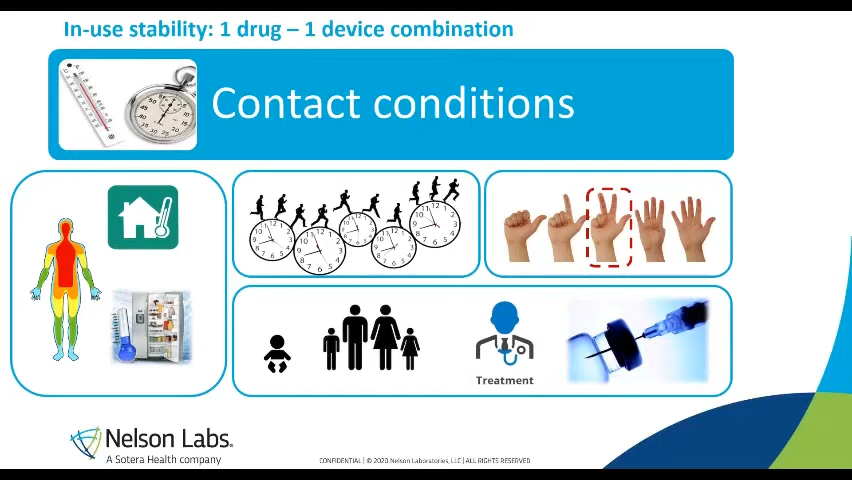 In-use stability: 1 drug – 1 device combination
Contact conditions
Treatment
Nelson Labs.
A Sotera Health company
CONFIDENTIAL | © 2020 Nelson Laboratories, LLC | ALL RIGHTS RESERVED